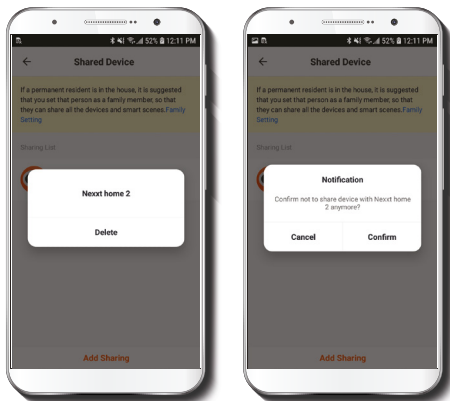 52% 12:11 PM
Shared Device
If a permanent resident is in the house, it is suggested
that you set that person as a family member, so that
they can share all the devices and smart scenes.Family
Setting
Sharing List
Nexxt home 2
Delete
Add Sharing
52% 12:11 PM
Shared Device
If a permanent resident is in the house, it is suggested
that you set that person as a family member, so that
they can share all the devices and smart scenes.Family
Setting
Sharing List
Notification
Confirm not to share device with Nexxt home
2 anymore?
Cancel Confirm
Add Sharing